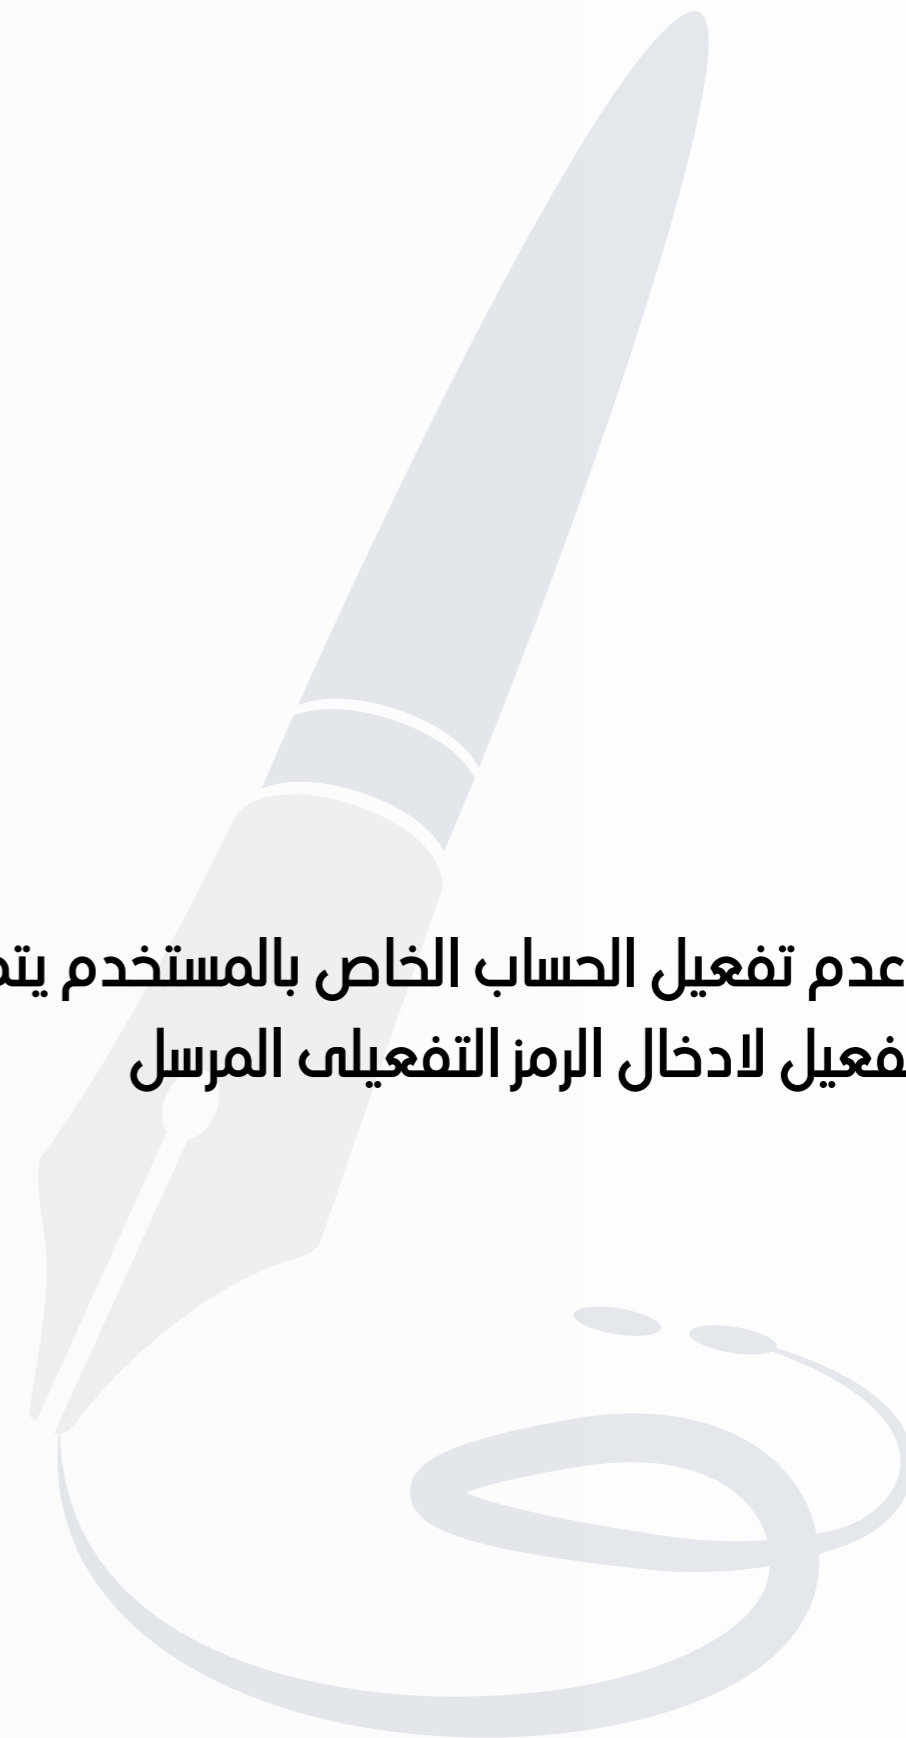 عدم تفعيل الحساب الخاص بالمستخدم
لادخال الرمز التفعيلى المرسل